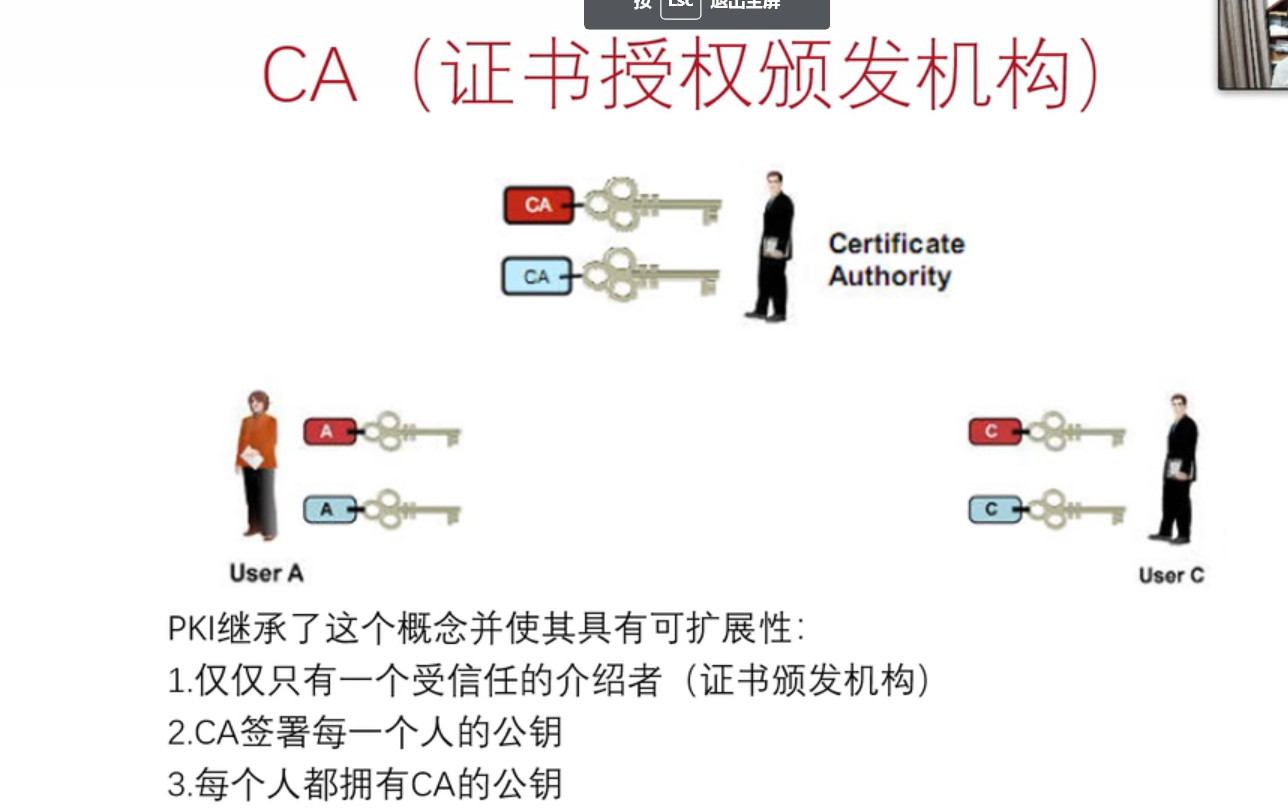 按 Esc 退出全屏
CA（证书授权颁发机构）
CA
CA
Certificate
Authority
A
A
User A
C
C
User C
PKI继承了这个概念并使其具有可扩展性：
1.仅仅只有一个受信任的介绍者（证书颁发机构）
2.CA签署每一个人的公钥
3.每个人都拥有CA的公钥